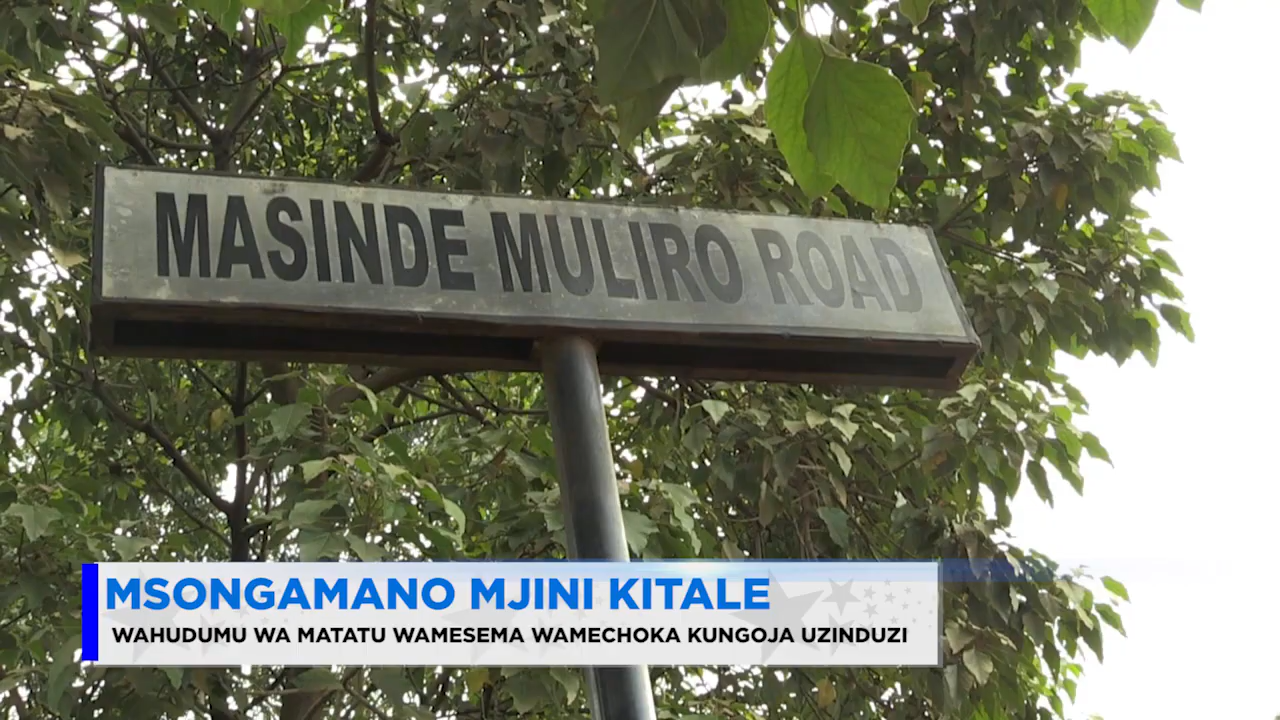 MASINDE MULIRO ROAD
MSONGAMANO MJINI KITALE
WAHUDUMU WA MATATU WAMESEMA WAMECHOKA KUNGOJA UZINDUZI